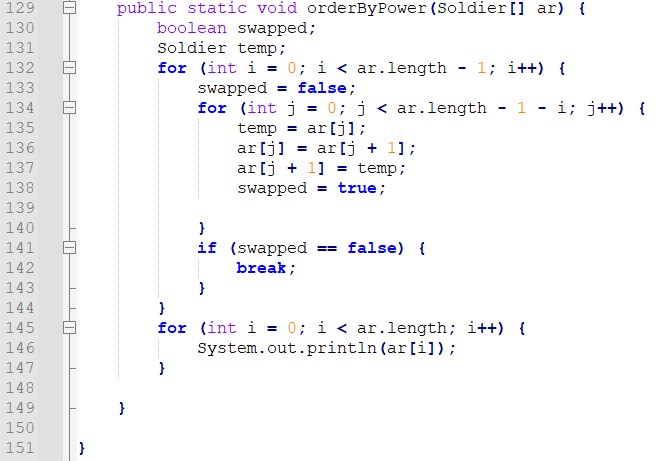 129 public static void orderByPower(Soldier[] ar) {
130 boolean swapped;
131 Soldier temp;
132 for (int i = 0; i < ar.length - 1; i++) {
133 swapped = false;
134 for (int j = 0; j < ar.length - 1 - i; j++) {
135 temp = ar[j];
136 ar[j] = ar[j + 1];
137 ar[j + 1] = temp;
138 swapped = true;
139
140 }
141 if (swapped == false) {
142 break;
143 }
144 }
145 for (int i = 0; i < ar.length; i++) {
146 System.out.println(ar[i]);
147 }
148
149 }
150
151 }